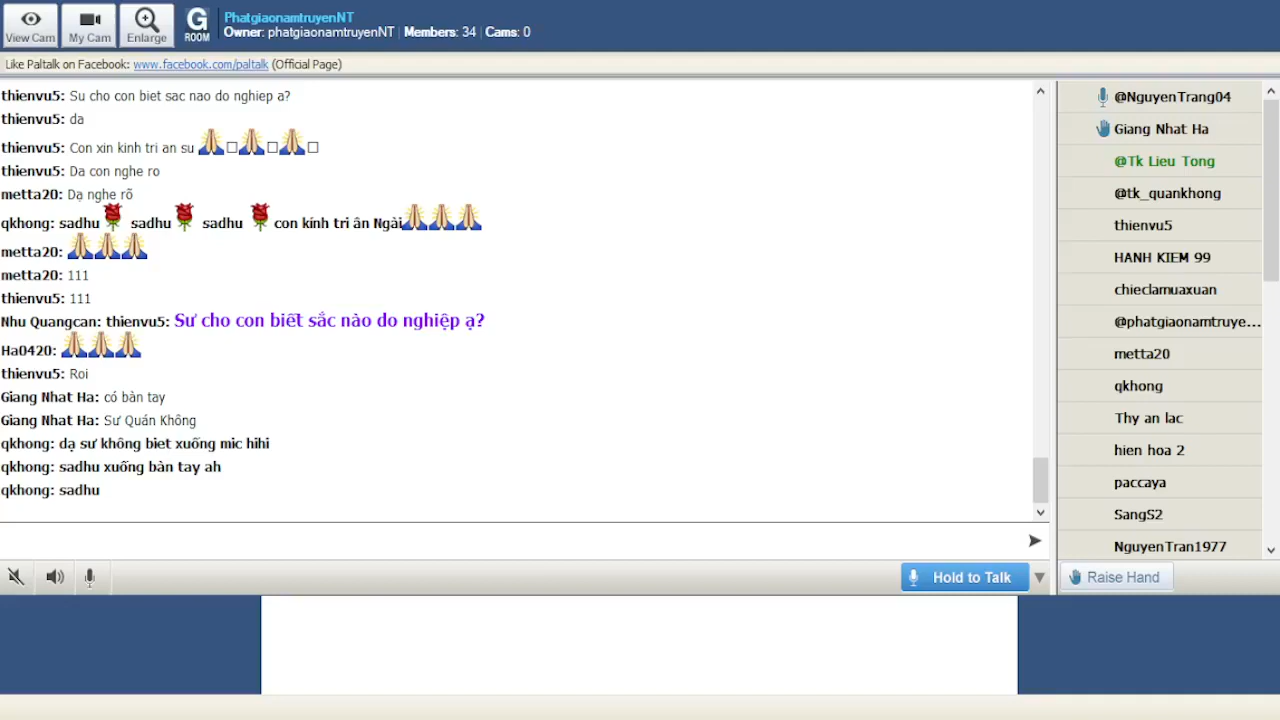 View Cam
My Cam
Enlarge
G
ROOM
PhatgiaonamtruyenNT
Owner: phatgiaonamtruyenNT | Members: 34 | Cams: 0
Like Paltalk on Facebook: www.facebook.com/paltalk (Official Page)
thienvu5: Su cho con biet sac nao do nghiep a?
thienvu5: da
thienvu5: Con xin kinh tri an su
thienvu5: Da con nghe ro
metta20: Dạ nghe rõ
qkhong: sadhu sadhu sadhu con kính tri ân Ngài
metta20:
metta20: 111
thienvu5: 111
Nhu Quangcan: thienvu5: Sư cho con biết sắc nào do nghiệp ạ?
Ha0420:
thienvu5: Roi
Giang Nhat Ha: có bàn tay
Giang Nhat Ha: Sư Quán Không
qkhong: dạ sư không biet xuống mic hihi
qkhong: sadhu xuống bàn tay ah
qkhong: sadhu
Hold to Talk
@NguyenTrang04
Giang Nhat Ha
@Tk Lieu Tong
@tk_quankhong
thienvu5
HANH KIEM 99
chieclamuaxuan
@phatgiaonamtruye...
metta20
qkhong
Thy an lac
hien hoa 2
paccaya
SangS2
NguyenTran1977
Raise Hand